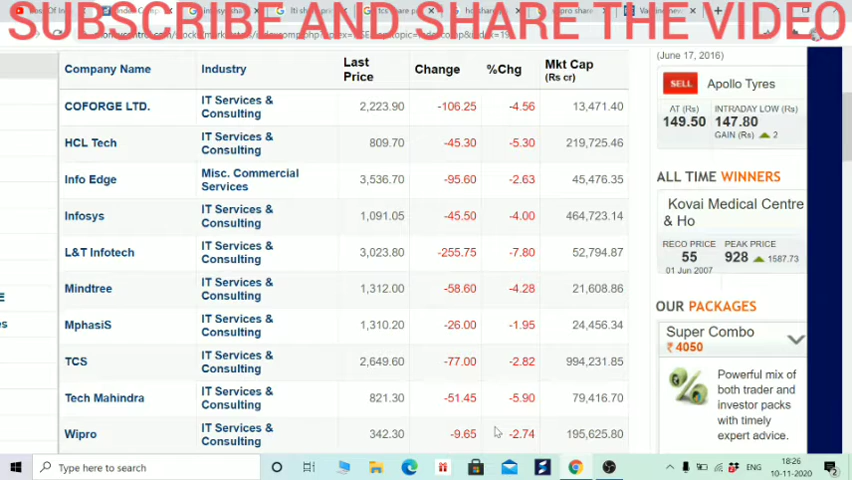 SUBSCRIBE AND SHARE THE VIDEO
Company Name Industry Last Price Change %Chg Mkt Cap (Rs cr)
COFORGE LTD. IT Services & Consulting 2,223.90 -106.25 -4.56 13,471.40
HCL Tech IT Services & Consulting 809.70 -45.30 -5.30 219,725.46
Info Edge Misc. Commercial Services 3,536.70 -95.60 -2.63 45,476.35
Infosys IT Services & Consulting 1,091.05 -45.50 -4.00 464,723.14
L&T Infotech IT Services & Consulting 3,023.80 -255.75 -7.80 52,794.87
Mindtree IT Services & Consulting 1,312.00 -58.60 -4.28 21,608.86
MphasiS IT Services & Consulting 1,310.20 -26.00 -1.95 24,456.34
TCS IT Services & Consulting 2,649.60 -77.00 -2.82 994,231.85
Tech Mahindra IT Services & Consulting 821.30 -51.45 -5.90 79,416.70
Wipro IT Services & Consulting 342.30 -9.65 -2.74 195,625.80
(June 17, 2016)
SELL Apollo Tyres
AT (Rs) INTRADAY LOW (Rs)
149.50 147.80
GAIN (Rs) 2
ALL TIME WINNERS
Kovai Medical Centre
& Ho
RECO PRICE PEAK PRICE
55 928 1587.73
01 Jun 2007
OUR PACKAGES
Super Combo
₹ 4050
Powerful mix of
both trader and
investor packs
with timely
expert advice.
es
Type here to search
ENG
18:26
10-11-2020
2